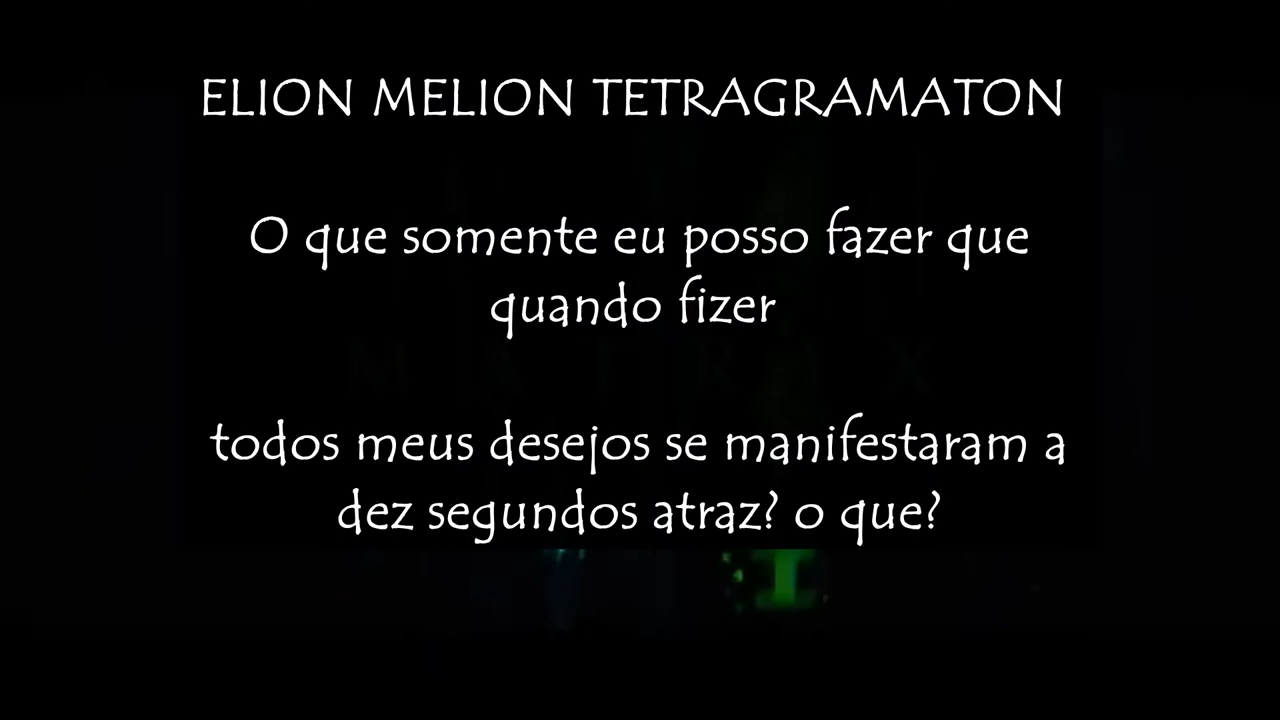 ELION MELION TETRAGRAMATON
O que somente eu posso fazer que
quando fizer
M A T R I X
todos meus desejos se manifestaram a
dez segundos atraz? o que?